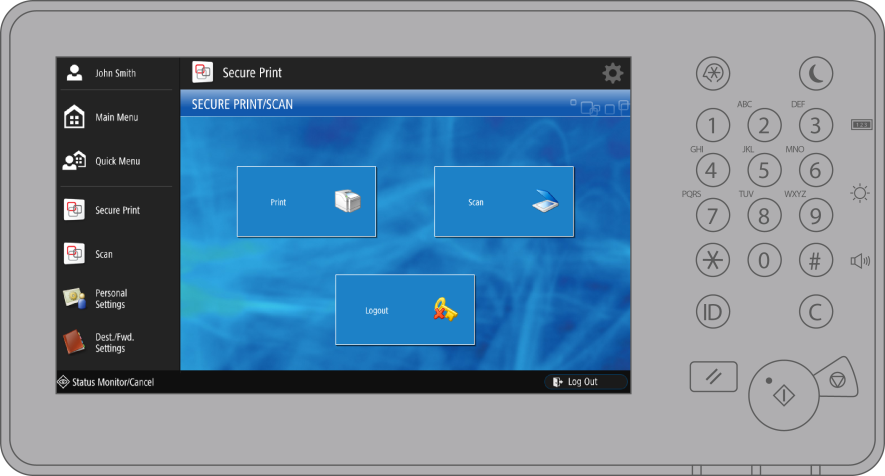 John Smith
Secure Print
Main Menu
SECURE PRINT/SCAN
Quick Menu
Secure Print
Scan
Personal
Settings
Dest./Fwd.
Settings
Print
Scan
Logout
Status Monitor/Cancel
Log Out
ABC
DEF
1
2
3
123
GHI
JKL
MNO
4
5
6
PQRS
TUV
WXYZ
7
8
9
0
#
ID
C